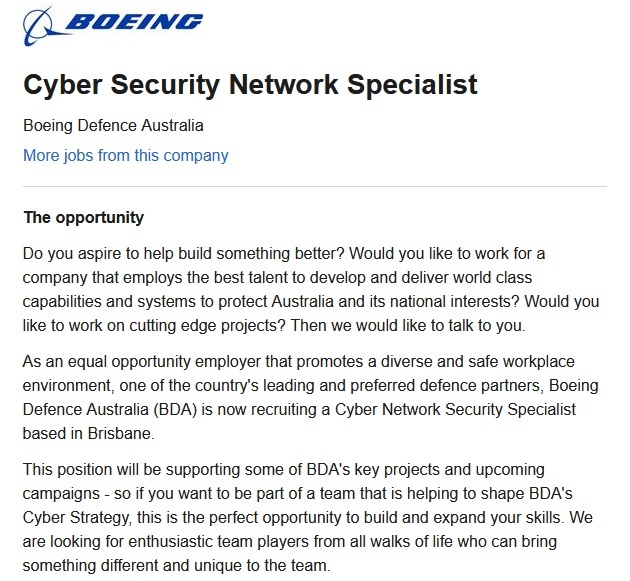 BOEING
Cyber Security Network Specialist
Boeing Defence Australia
More jobs from this company
The opportunity
Do you aspire to help build something better? Would you like to work for a
company that employs the best talent to develop and deliver world class
capabilities and systems to protect Australia and its national interests? Would you
like to work on cutting edge projects? Then we would like to talk to you.
As an equal opportunity employer that promotes a diverse and safe workplace
environment, one of the country's leading and preferred defence partners, Boeing
Defence Australia (BDA) is now recruiting a Cyber Network Security Specialist
based in Brisbane.
This position will be supporting some of BDA's key projects and upcoming
campaigns - so if you want to be part of a team that is helping to shape BDA's
Cyber Strategy, this is the perfect opportunity to build and expand your skills. We
are looking for enthusiastic team players from all walks of life who can bring
something different and unique to the team.